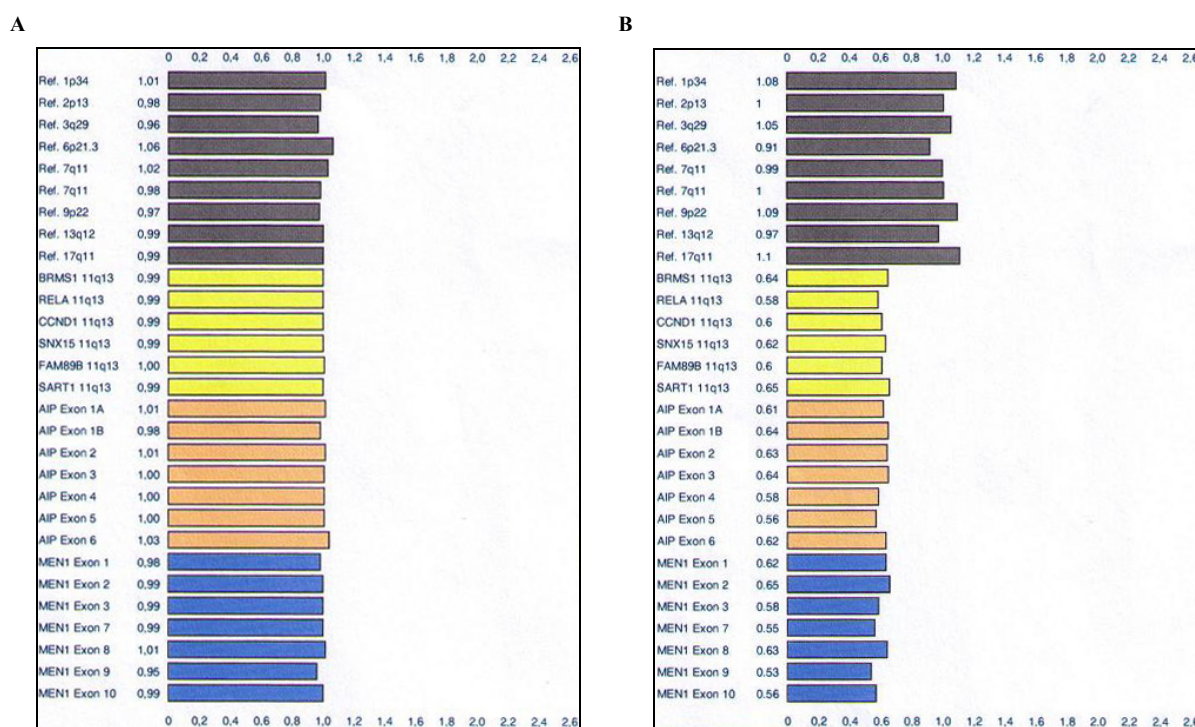 A
0 0,2 0,4 0,6 0,8 1,0 1,2 1,4 1,6 1,8 2,0 2,2 2,4 2,6
Ref. 1p34 1,01
Ref. 2p13 0,98
Ref. 3q29 0,96
Ref. 6p21.3 1,06
Ref. 7q11 1,02
Ref. 7q11 0,98
Ref. 9p22 0,97
Ref. 13q12 0,99
Ref. 17q11 0,99
BRMS1 11q13 0,99
RELA 11q13 0,99
CCND1 11q13 0,99
SNX15 11q13 0,99
FAM89B 11q13 1,00
SART1 11q13 0,99
AIP Exon 1A 1,01
AIP Exon 1B 0,98
AIP Exon 2 1,01
AIP Exon 3 1,00
AIP Exon 4 1,00
AIP Exon 5 1,00
AIP Exon 6 1,03
MEN1 Exon 1 0,98
MEN1 Exon 2 0,99
MEN1 Exon 3 0,99
MEN1 Exon 7 0,99
MEN1 Exon 8 1,01
MEN1 Exon 9 0,95
MEN1 Exon 10 0,99
0 0,2 0,4 0,6 0,8 1,0 1,2 1,4 1,6 1,8 2,0 2,2 2,4 2,6
B
0 0,2 0,4 0,6 0,8 1,0 1,2 1,4 1,6 1,8 2,0 2,2 2,4 2,6
Ref. 1p34 1.08
Ref. 2p13 1
Ref. 3q29 1.05
Ref. 6p21.3 0.91
Ref. 7q11 0.99
Ref. 7q11 1
Ref. 9p22 1.09
Ref. 13q12 0.97
Ref. 17q11 1.1
BRMS1 11q13 0.64
RELA 11q13 0.58
CCND1 11q13 0.6
SNX15 11q13 0.62
FAM89B 11q13 0.6
SART1 11q13 0.65
AIP Exon 1A 0.61
AIP Exon 1B 0.64
AIP Exon 2 0.63
AIP Exon 3 0.64
AIP Exon 4 0.58
AIP Exon 5 0.56
AIP Exon 6 0.62
MEN1 Exon 1 0.62
MEN1 Exon 2 0.65
MEN1 Exon 3 0.58
MEN1 Exon 7 0.55
MEN1 Exon 8 0.63
MEN1 Exon 9 0.53
MEN1 Exon 10 0.56
0 0,2 0,4 0,6 0,8 1,0 1,2 1,4 1,6 1,8 2,0 2,2 2,4 2,6